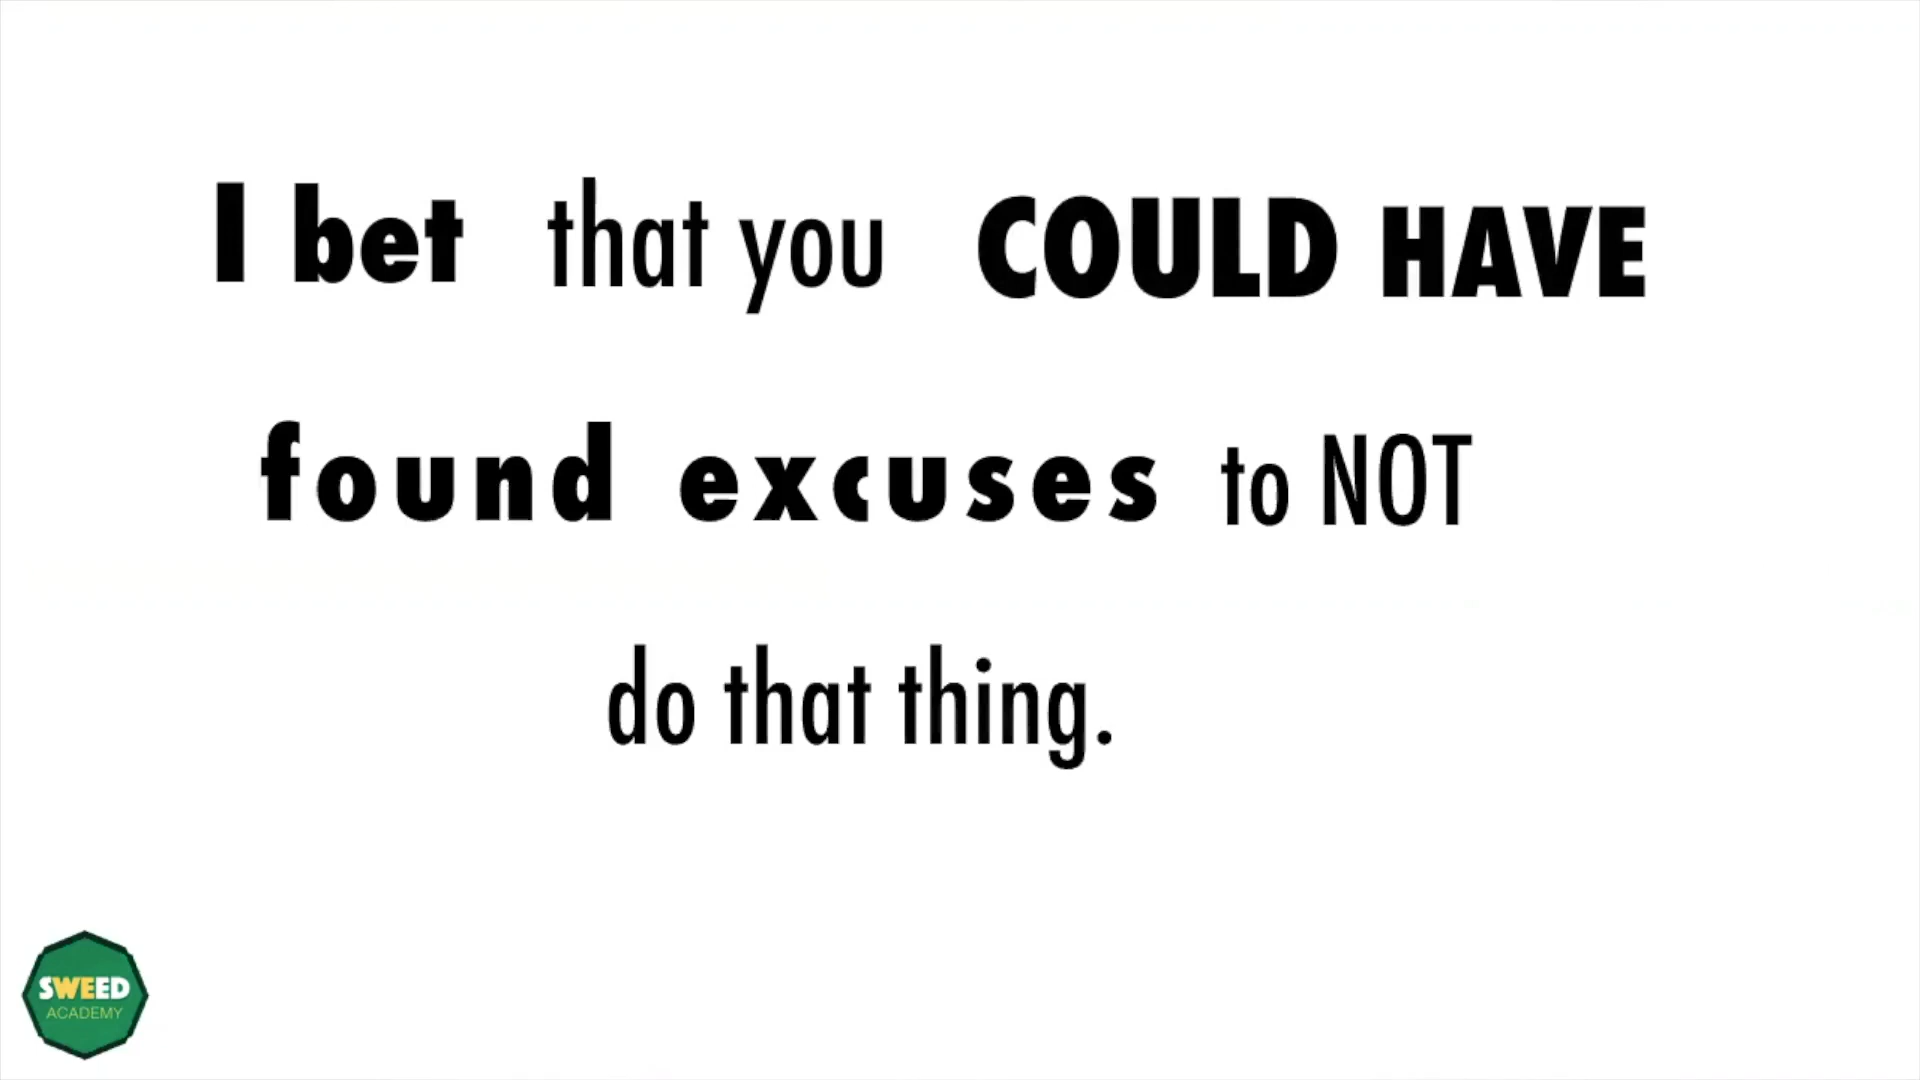 I bet that you COULD HAVE
found excuses to NOT
do that thing.
SWEED
ACADEMY